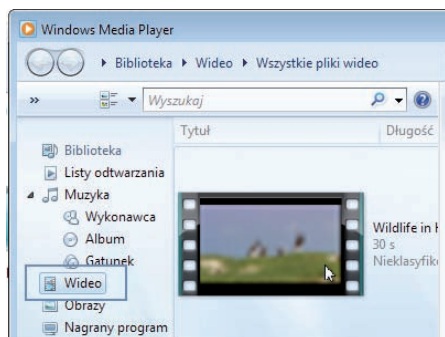 Windows Media Player
Biblioteka ▸ Wideo ▸ Wszystkie pliki wideo
» Wyszukaj
Tytuł Długość
Biblioteka
Listy odtwarzania
Muzyka
Wykonawca
Album
Gatunek
Wideo
Obrazy
Nagrany program
Wildlife in
30 s